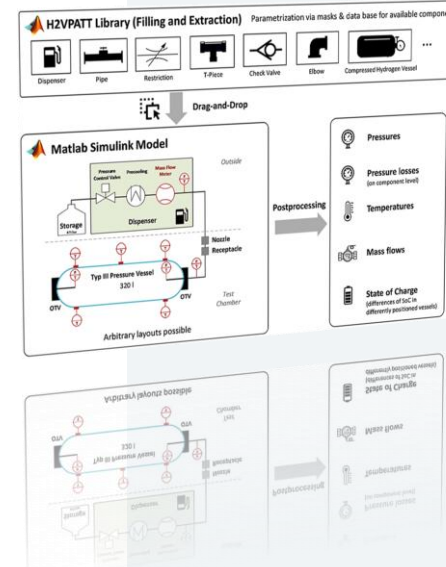 H2VPATT Library (Filling and Extraction) Parametrization via masks & data base for available
Dispenser Pipe Restriction T-Piece Check Valve Elbow Compressed Hydrogen Vessel
...
Drag-and-Drop
Matlab Simulink Model
Outside
Pressure Control Valve
Precooling
Mass Flow Meter
Dispenser
Storage
Nozzle
Receptacle
Typ III Pressure Vessel
320 l
OTV
OTV
Test
Chamber
Arbitrary layouts possible
Postprocessing
Pressures
Pressure losses
(on component level)
Temperatures
Mass flows
State of Charge
(differences of SoC in
differently positioned vessels)